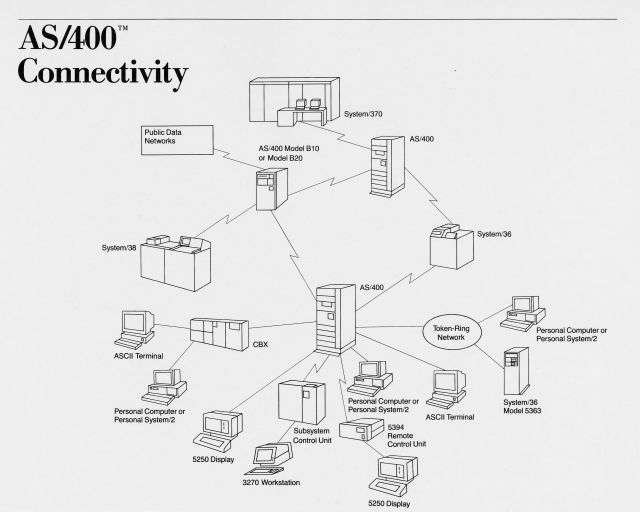 AS/400™
Connectivity
System/370
Public Data
Networks
AS/400 Model B10
or Model B20
AS/400
System/38
System/36
AS/400
ASCII Terminal
CBX
Token-Ring
Network
Personal Computer or
Personal System/2
Personal Computer or
Personal System/2
Subsystem
Control Unit
Personal Computer or
Personal System/2
ASCII Terminal
System/36
Model 5363
5250 Display
3270 Workstation
5394
Remote
Control Unit
5250 Display